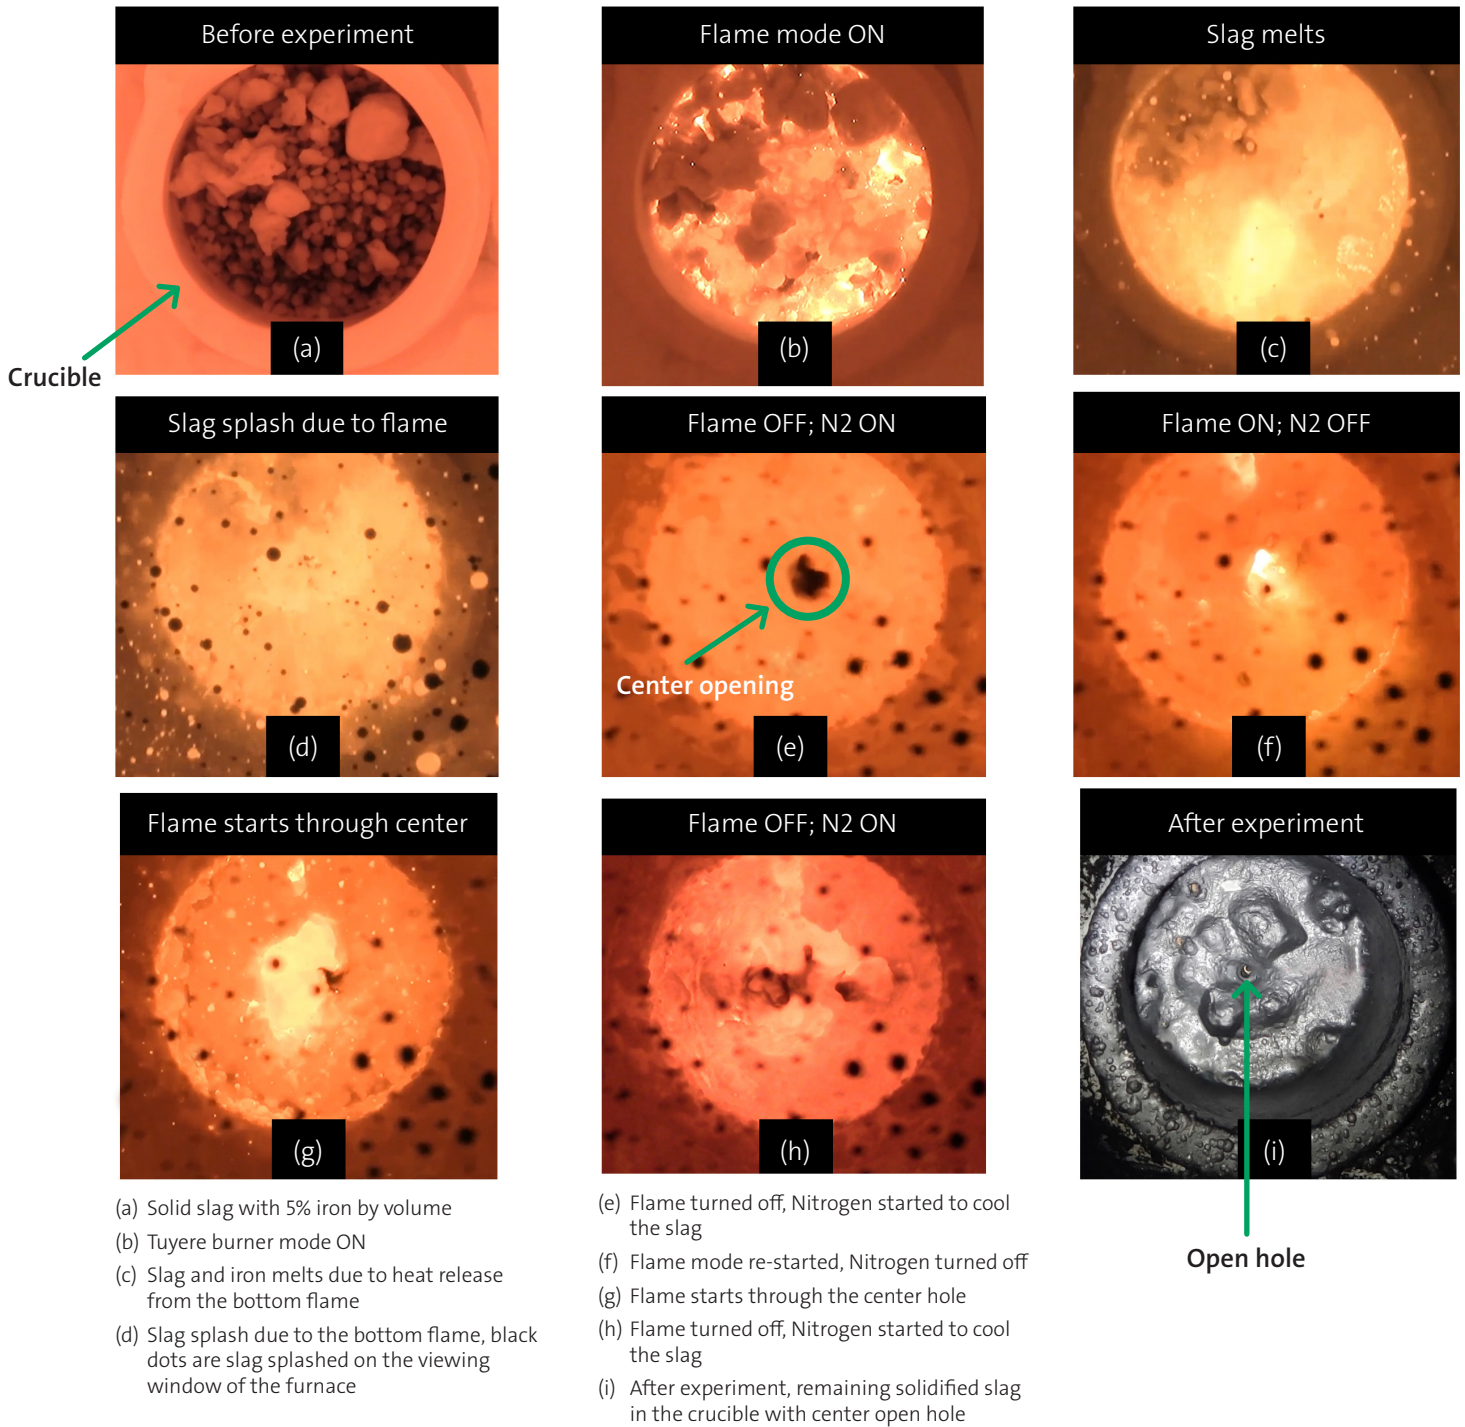 Before experiment
Flame mode ON
Slag melts
(a)
(b)
(c)
Crucible
Slag splash due to flame
Flame OFF; N2 ON
Flame ON; N2 OFF
Center opening
(d)
(e)
(f)
Flame starts through center
Flame OFF; N2 ON
After experiment
(g)
(h)
(i)
Open hole
(a) Solid slag with 5% iron by volume
(b) Tuyere burner mode ON
(c) Slag and iron melts due to heat release
from the bottom flame
(d) Slag splash due to the bottom flame, black
dots are slag splashed on the viewing
window of the furnace
(e) Flame turned off, Nitrogen started to cool
the slag
(f) Flame mode re-started, Nitrogen turned off
(g) Flame starts through the center hole
(h) Flame turned off, Nitrogen started to cool
the slag
(i) After experiment, remaining solidified slag
in the crucible with center open hole